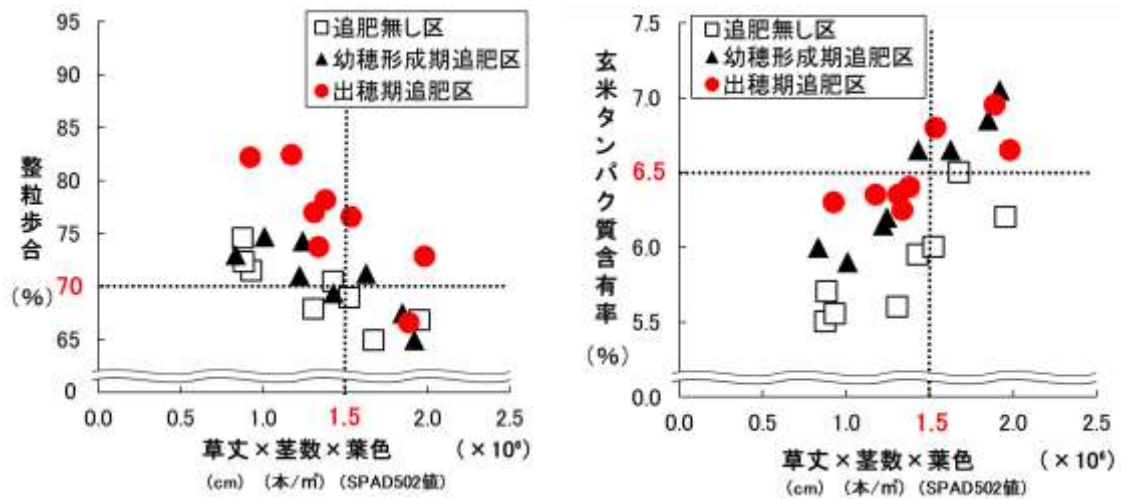 95
90
85
80
75
70
65
0
整粒歩合
(%)
□追肥無し区
▲幼穂形成期追肥区
●出穂期追肥区
0.0 0.5 1.0 1.5 2.0 2.5
草丈×茎数×葉色 (×10⁶)
(cm) (本/㎡) (SPAD502値)
7.5
7.0
6.5
6.0
5.5
0.0
玄米タンパク質含有率
(%)
□追肥無し区
▲幼穂形成期追肥区
●出穂期追肥区
0.0 0.5 1.0 1.5 2.0 2.5
草丈×茎数×葉色 (×10⁶)
(cm) (本/㎡) (SPAD502値)